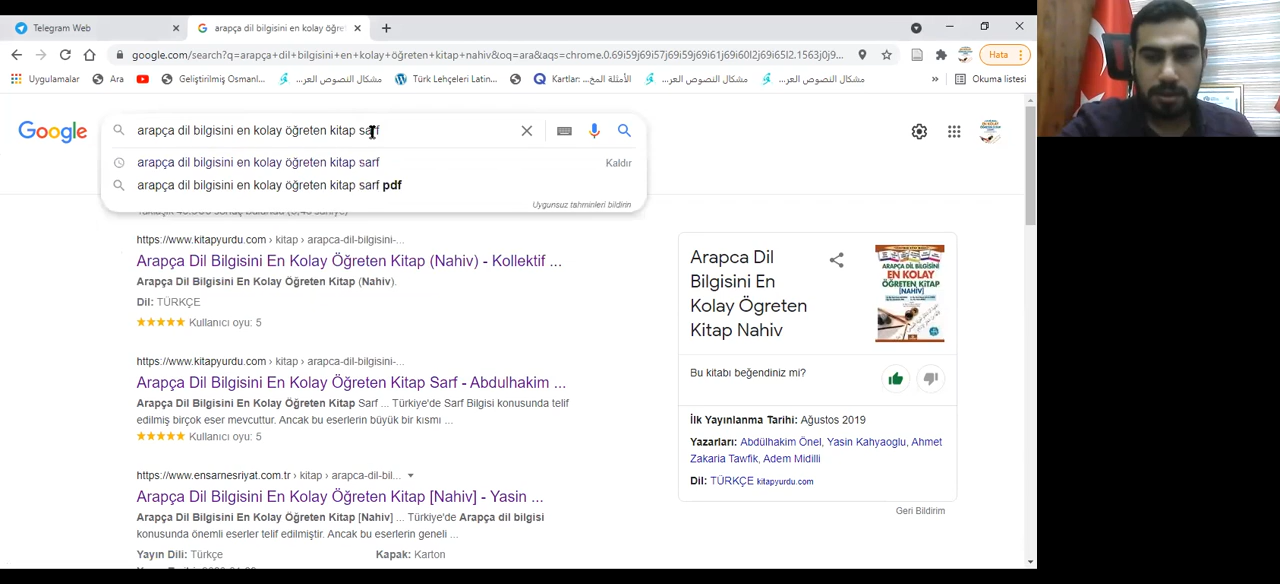 Telegram Web
arapça dil bilgisini en kolay öğret
google.com/search?q=arapça+dil+bilgisini+en+kolay+öğreten+kitap+nahiv&oq=ara&aqs=chrome.0.69i59j69i57j69i59j69i61j69i60l2j69i65l2.1563j0j9...
Hata
Uygulamalar
Ara
Geliştirilmiş Osmanl...
مشكال النصوص العر...
Türk Lehçeleri Latin...
Kartlar: الأمثلة المخ...
مشكال النصوص العر...
مشكال النصوص العر...
Okuma listesi
Google
arapça dil bilgisini en kolay öğreten kitap sarf
arapça dil bilgisini en kolay öğreten kitap sarf
Kaldır
arapça dil bilgisini en kolay öğreten kitap sarf pdf
Uygunsuz tahminleri bildirin
https://www.kitapyurdu.com › kitap › arapca-dil-bilgisini-...
Arapça Dil Bilgisini En Kolay Öğreten Kitap (Nahiv) - Kollektif ...
Arapça Dil Bilgisini En Kolay Öğreten Kitap (Nahiv).
Dil: TÜRKÇE
Kullanıcı oyu: 5
https://www.kitapyurdu.com › kitap › arapca-dil-bilgisini-...
Arapça Dil Bilgisini En Kolay Öğreten Kitap Sarf - Abdulhakim ...
Arapça Dil Bilgisini En Kolay Öğreten Kitap Sarf ... Türkiye'de Sarf Bilgisi konusunda telif
edilmiş birçok eser mevcuttur. Ancak bu eserlerin büyük bir kısmı ...
Kullanıcı oyu: 5
https://www.ensarnesriyat.com.tr › kitap › arapca-dil-bil...
Arapça Dil Bilgisini En Kolay Öğreten Kitap [Nahiv] - Yasin ...
Arapça Dil Bilgisini En Kolay Öğreten Kitap [Nahiv] ... Türkiye'de Arapça dil bilgisi
konusunda önemli eserler telif edilmiştir. Ancak bu eserlerin geneli ...
Yayın Dili: Türkçe
Kapak: Karton
Arapca Dil
Bilgisini En
Kolay Ögreten
Kitap Nahiv
ARAPÇA DİL BİLGİSİNİ
EN KOLAY
ÖĞRETEN KİTAP
[NAHİV]
Bu kitabı beğendiniz mi?
İlk Yayınlanma Tarihi: Ağustos 2019
Yazarları: Abdülhakim Önel, Yasin Kahyaoglu, Ahmet
Zakaria Tawfik, Adem Midilli
Dil: TÜRKÇE kitapyurdu.com
Geri Bildirim